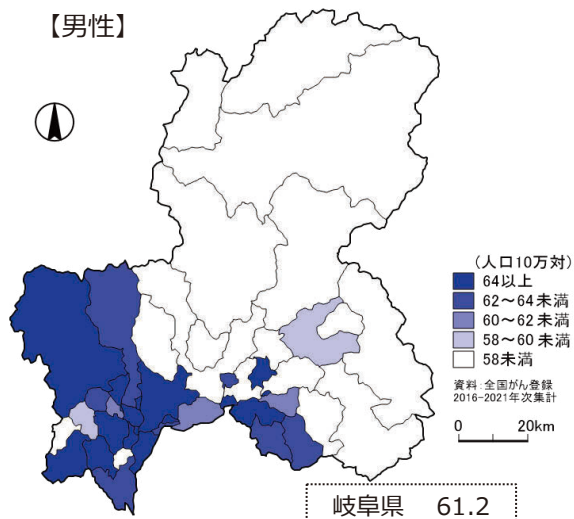 【男性】
(人口10万対)
64以上
62～64未満
60～62未満
58～60未満
58未満
資料:全国がん登録
2016-2021年次集計
0 20km
岐阜県 61.2